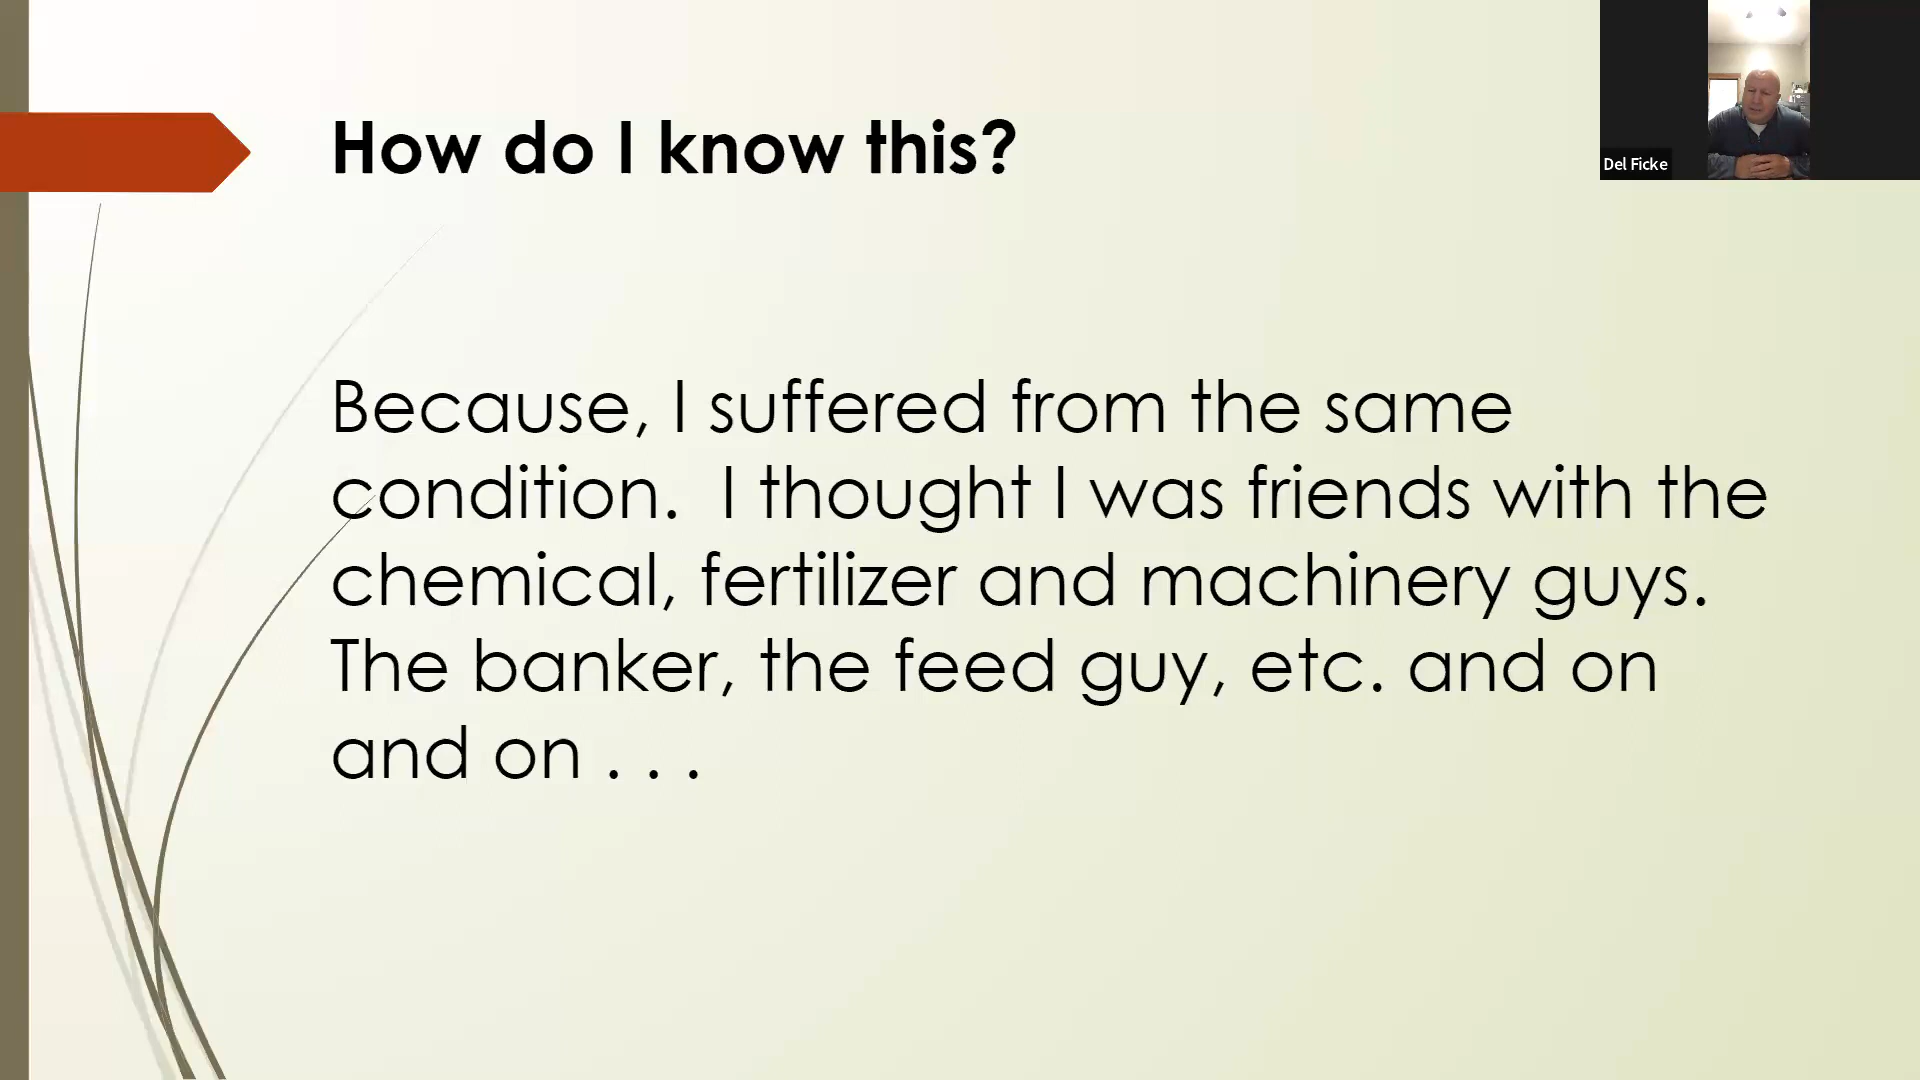 How do I know this?
Del Ficke
Because, I suffered from the same
condition.  I thought I was friends with the
chemical, fertilizer and machinery guys.
The banker, the feed guy, etc. and on
and on . . .